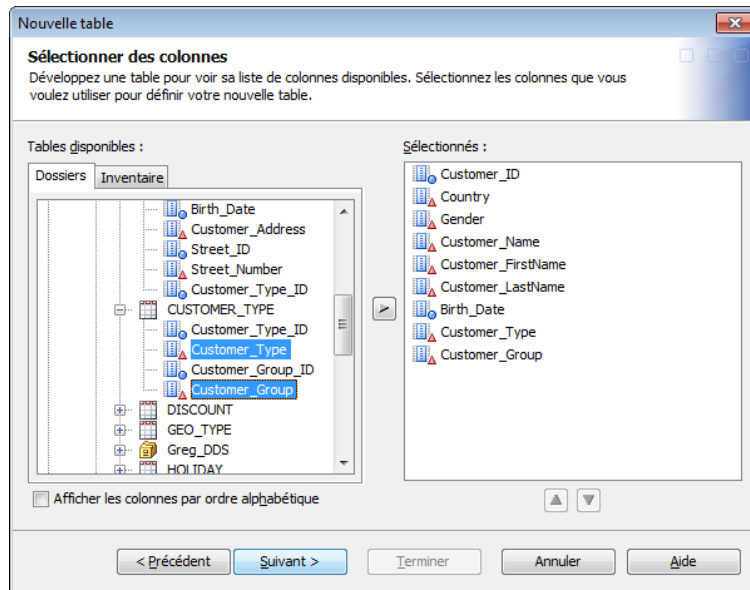 Nouvelle table
Sélectionner des colonnes
Développez une table pour voir sa liste de colonnes disponibles. Sélectionnez les colonnes que vous
voulez utiliser pour définir votre nouvelle table.
Tables disponibles :
Dossiers
Inventaire
Birth_Date
Customer_Address
Street_ID
Street_Number
Customer_Type_ID
CUSTOMER_TYPE
Customer_Type_ID
Customer_Type
Customer_Group_ID
Customer_Group
DISCOUNT
GEO_TYPE
Greg_DDS
HOLIDAY
Afficher les colonnes par ordre alphabétique
Sélectionnés :
Customer_ID
Country
Gender
Customer_Name
Customer_FirstName
Customer_LastName
Birth_Date
Customer_Type
Customer_Group
< Précédent
Suivant >
Terminer
Annuler
Aide